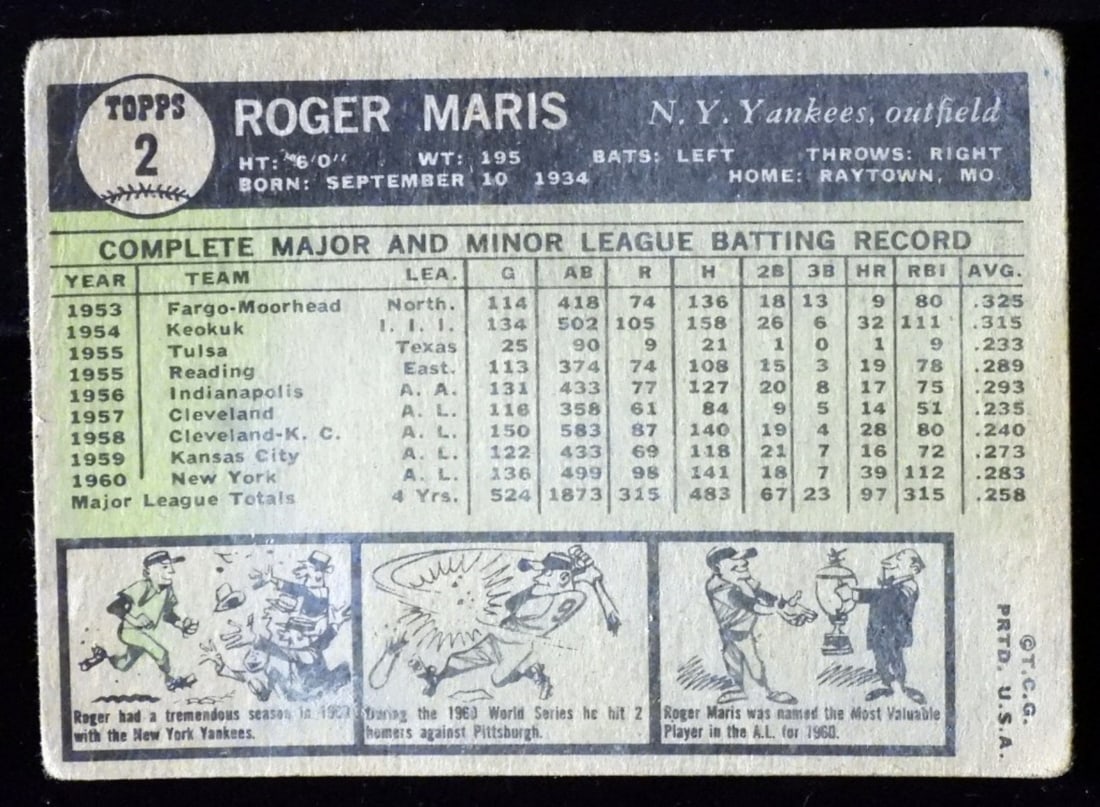 TOPPS
2
ROGER MARIS N. Y. Yankees, outfield
HT: 6'0" WT: 195 BATS: LEFT THROWS: RIGHT
BORN: SEPTEMBER 10 1934 HOME: RAYTOWN, MO.
COMPLETE MAJOR AND MINOR LEAGUE BATTING RECORD
YEAR TEAM LEA. G AB R H 2B 3B HR RBI AVG.
1953 Fargo-Moorhead North. 114 418 74 136 18 13 9 80 .325
1954 Keokuk I. I. I. 134 502 105 158 26 6 32 111 .315
1955 Tulsa Texas 25 90 9 21 1 0 1 9 .233
1955 Reading East. 113 374 74 108 15 3 19 78 .289
1956 Indianapolis A. A. 131 433 77 127 20 8 17 75 .293
1957 Cleveland A. L. 116 358 61 84 9 5 14 51 .235
1958 Cleveland-K. C. A. L. 150 583 87 140 19 4 28 80 .240
1959 Kansas City A. L. 122 433 69 118 21 7 16 72 .273
1960 New York A. L. 136 499 98 141 18 7 39 112 .283
Major League Totals 4 Yrs. 524 1873 315 483 67 23 97 315 .258
Roger had a tremendous season in 1960
with the New York Yankees.
During the 1960 World Series he hit 2
homers against Pittsburgh.
Roger Maris was named the Most Valuable
Player in the A.L. for 1960.
©T.C.G.
PRTD. U.S.A.